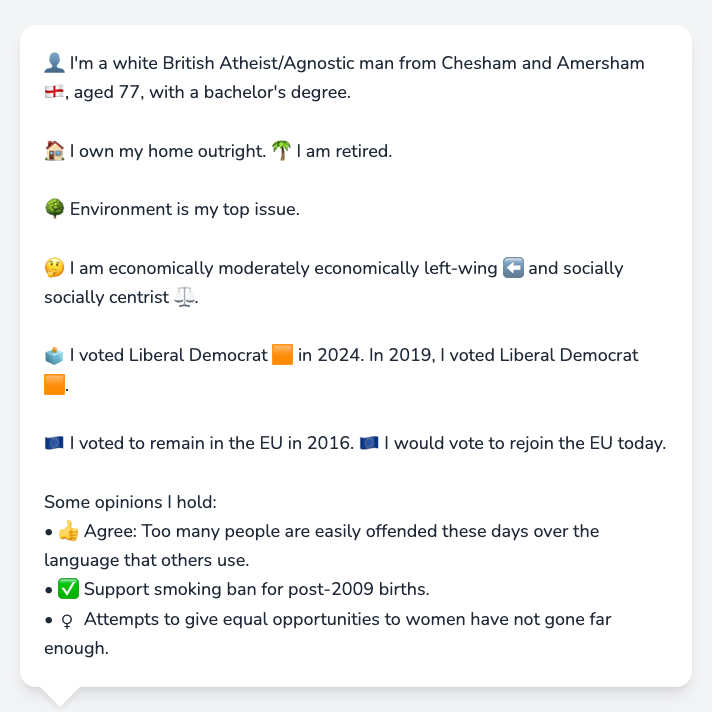 👤 I'm a white British Atheist/Agnostic man from Chesham and Amersham
🏴󠁧󠁢󠁥󠁮󠁧󠁿, aged 77, with a bachelor's degree.
🏠 I own my home outright. 🌴 I am retired.
🌳 Environment is my top issue.
🤔 I am economically moderately economically left-wing ⬅️ and socially
socially centrist ⚖️.
🗳️ I voted Liberal Democrat 🟧 in 2024. In 2019, I voted Liberal Democrat
🟧.
🇪🇺 I voted to remain in the EU in 2016. 🇪🇺 I would vote to rejoin the EU today.
Some opinions I hold:
• 👍 Agree: Too many people are easily offended these days over the
language that others use.
• ✅ Support smoking ban for post-2009 births.
• ♀ Attempts to give equal opportunities to women have not gone far
enough.